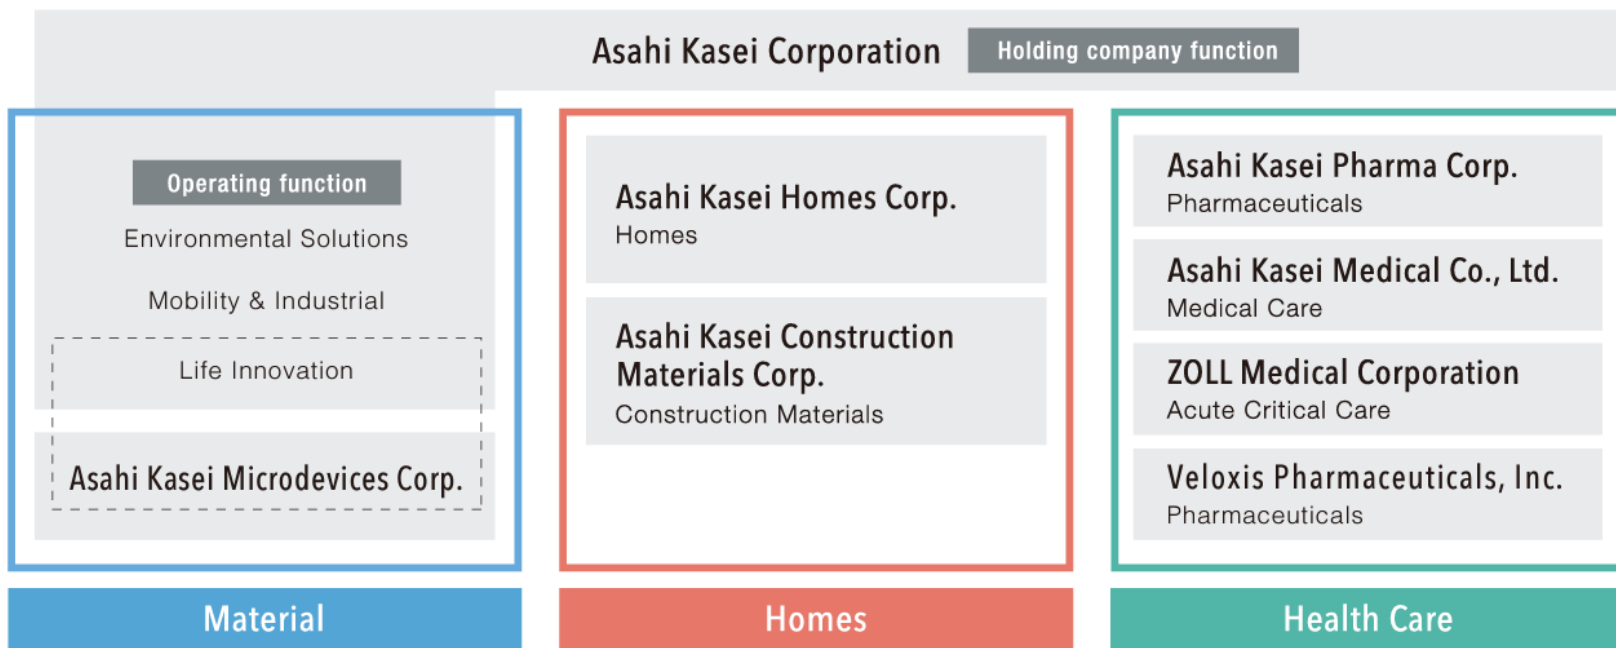 Asahi Kasei Corporation Holding company function
Operating function
Environmental Solutions
Mobility & Industrial
Life Innovation
Asahi Kasei Microdevices Corp.
Material
Asahi Kasei Homes Corp.
Homes
Asahi Kasei Construction
Materials Corp.
Construction Materials
Homes
Asahi Kasei Pharma Corp.
Pharmaceuticals
Asahi Kasei Medical Co., Ltd.
Medical Care
ZOLL Medical Corporation
Acute Critical Care
Veloxis Pharmaceuticals, Inc.
Pharmaceuticals
Health Care